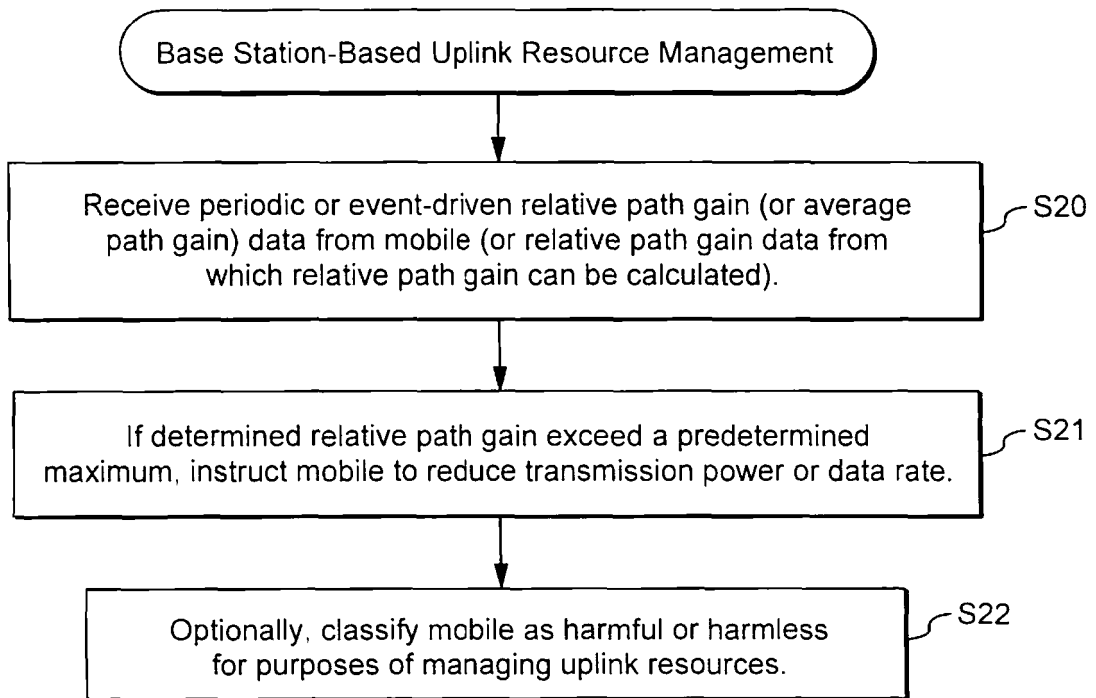 Base Station-Based Uplink Resource Management
Receive periodic or event-driven relative path gain (or average
path gain) data from mobile (or relative path gain data from
which relative path gain can be calculated).
S20
If determined relative path gain exceed a predetermined
maximum, instruct mobile to reduce transmission power or data rate.
S21
Optionally, classify mobile as harmful or harmless
for purposes of managing uplink resources.
S22